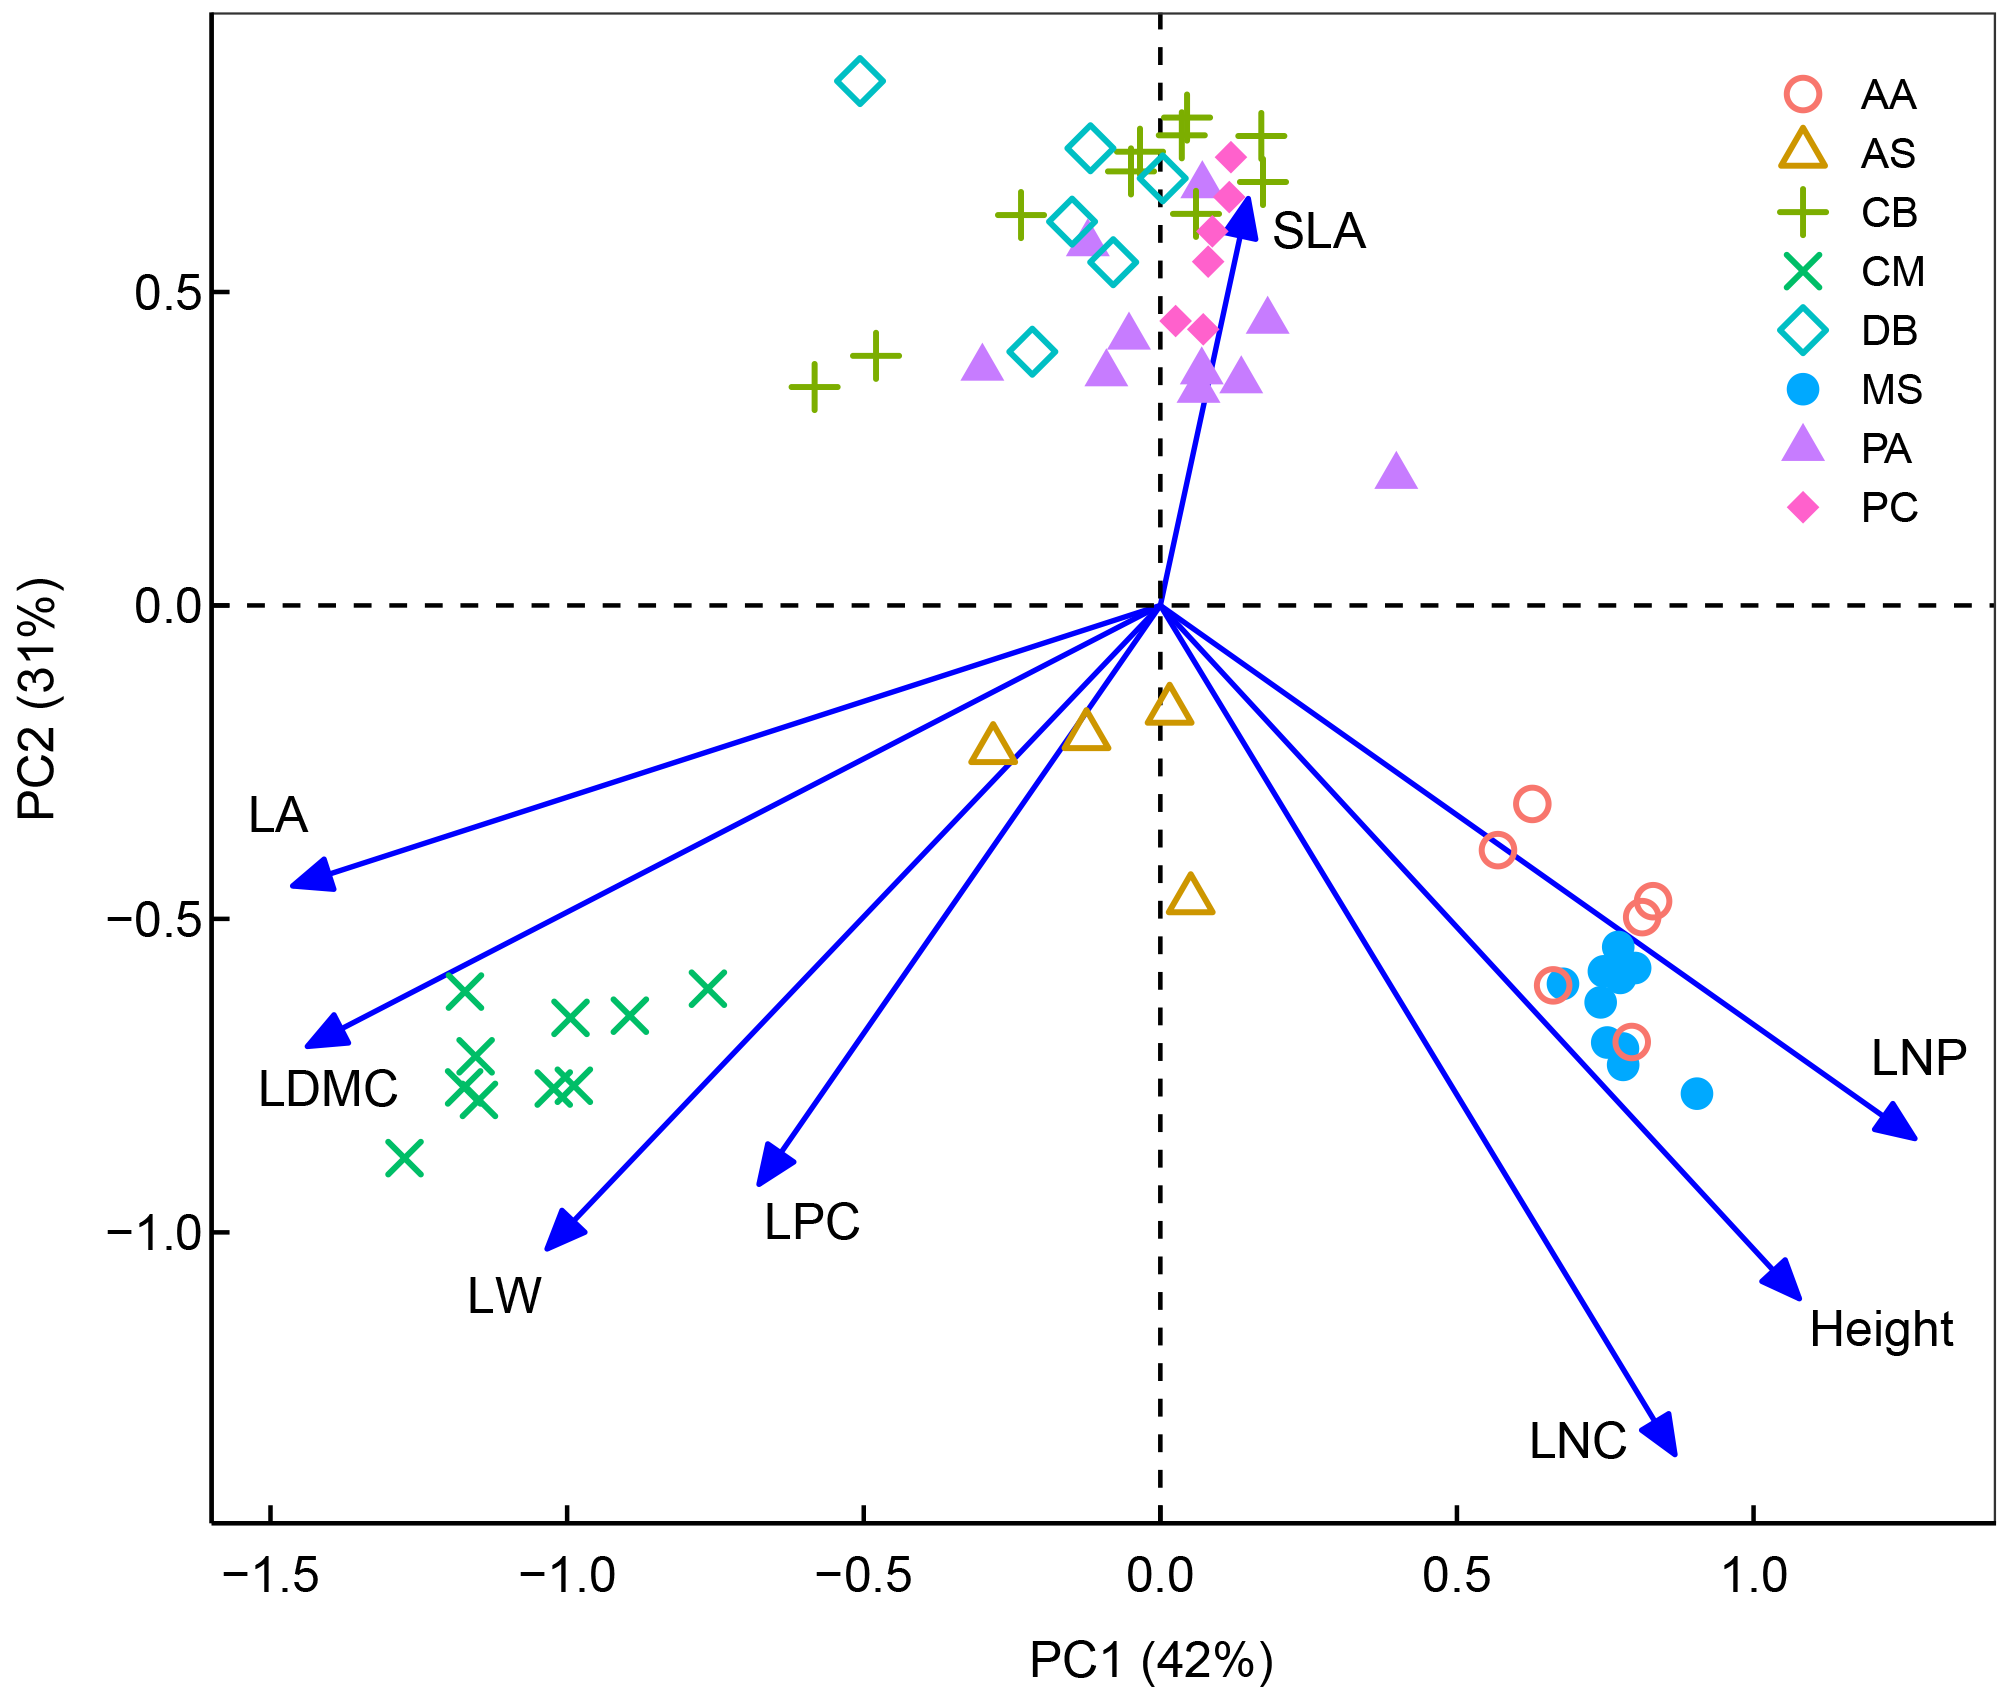 AA
AS
CB
CM
DB
MS
PA
PC
SLA
LA
LDMC
LW
LPC
LNP
Height
LNC
0.5
0.0
−0.5
−1.0
PC2 (31%)
−1.5 −1.0 −0.5 0.0 0.5 1.0
PC1 (42%)